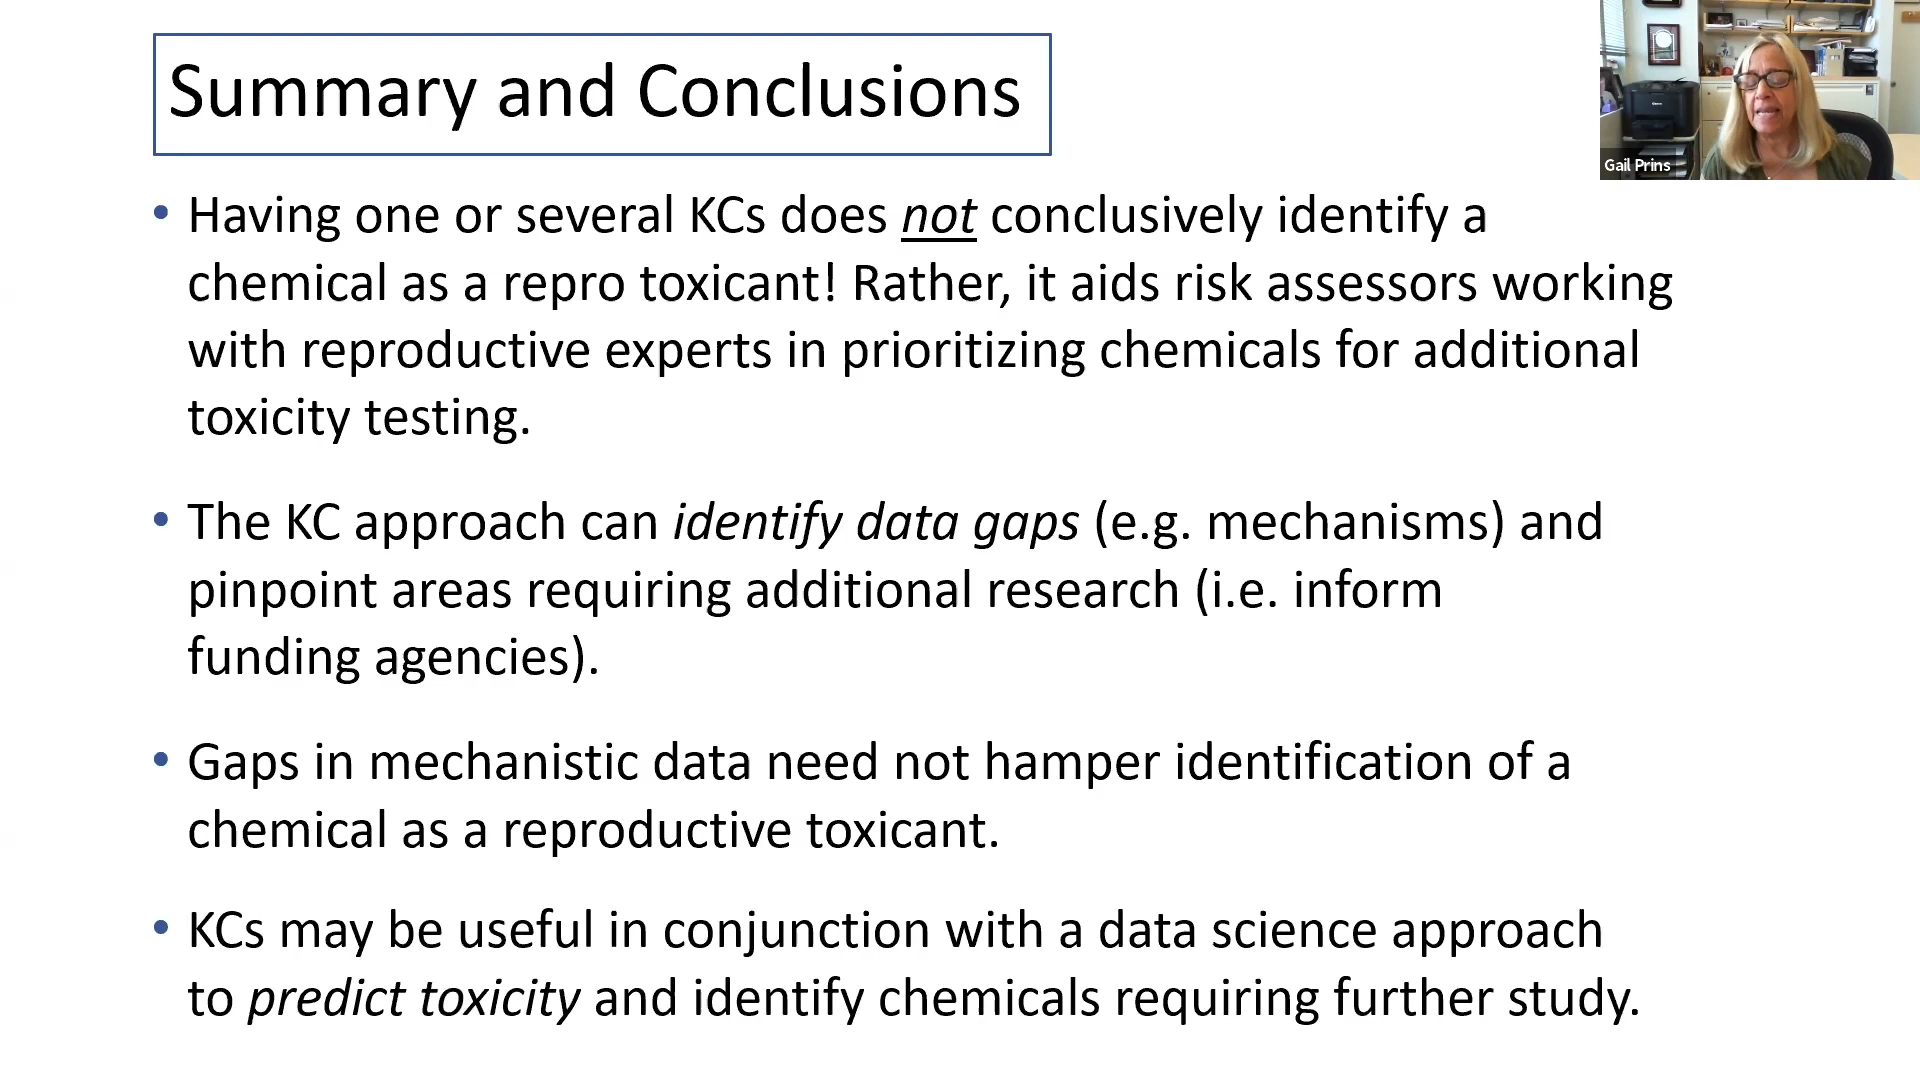 Summary and Conclusions
Gail Prins
• Having one or several KCs does not conclusively identify a
chemical as a repro toxicant! Rather, it aids risk assessors working
with reproductive experts in prioritizing chemicals for additional
toxicity testing.
• The KC approach can identify data gaps (e.g. mechanisms) and
pinpoint areas requiring additional research (i.e. inform
funding agencies).
• Gaps in mechanistic data need not hamper identification of a
chemical as a reproductive toxicant.
• KCs may be useful in conjunction with a data science approach
to predict toxicity and identify chemicals requiring further study.